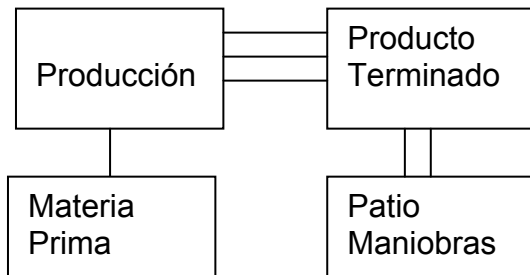 Producción
Producto
Terminado
Materia
Prima
Patio
Maniobras